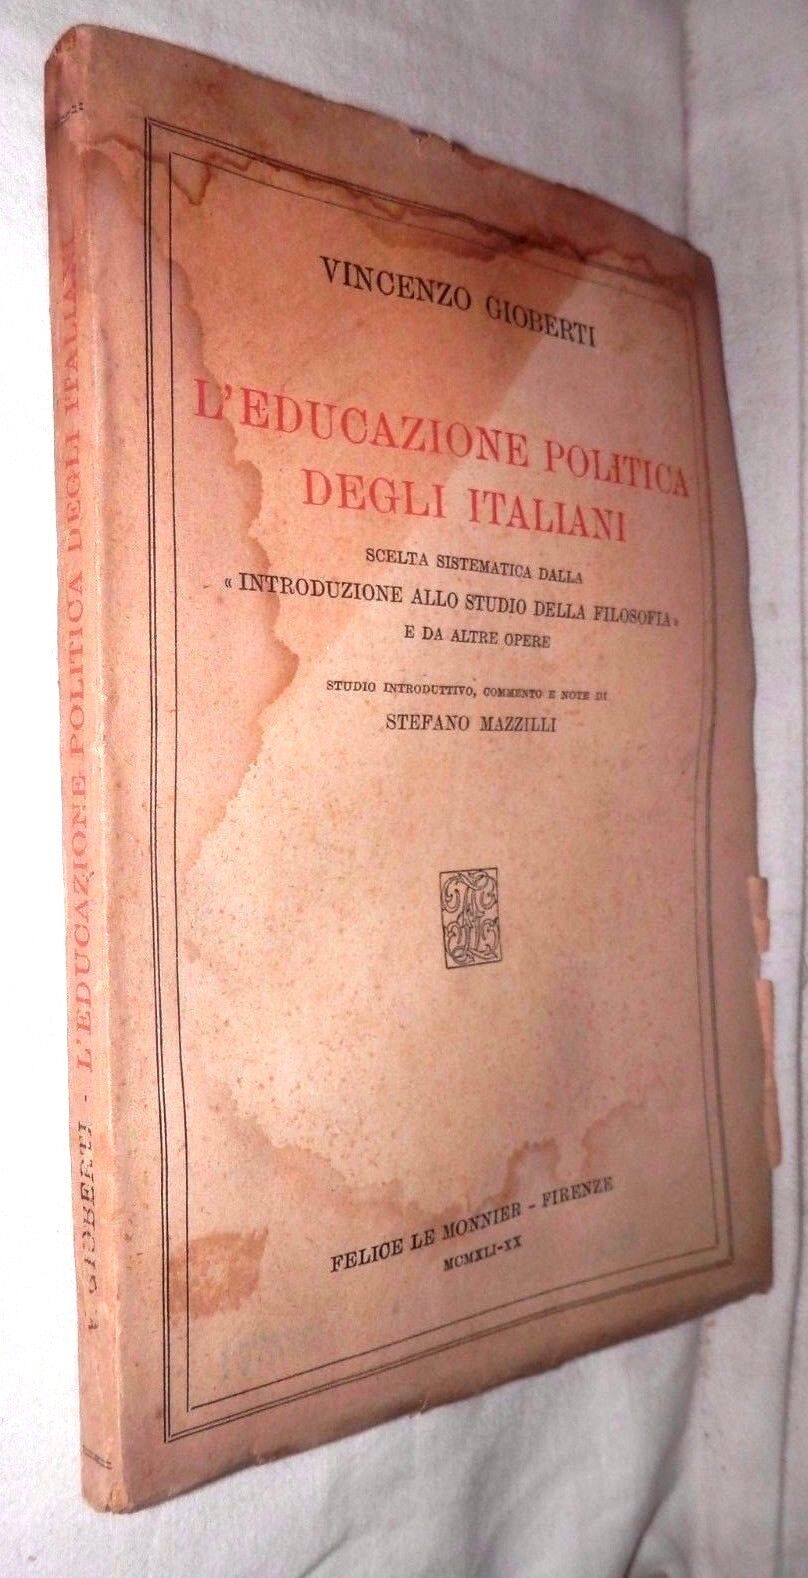 VINCENZO GIOBERTI
L'EDUCAZIONE POLITICA
DEGLI ITALIANI
SCELTA SISTEMATICA DALLA
« INTRODUZIONE ALLO STUDIO DELLA FILOSOFIA»
E DA ALTRE OPERE
STUDIO INTRODUTTIVO, COMMENTO E NOTE DI
STEFANO MAZZILLI
FELICE LE MONNIER - FIRENZE
MCMXLI-XX
GIOBERTI - L'EDUCAZIONE POLITICA DEGLI ITALIANI